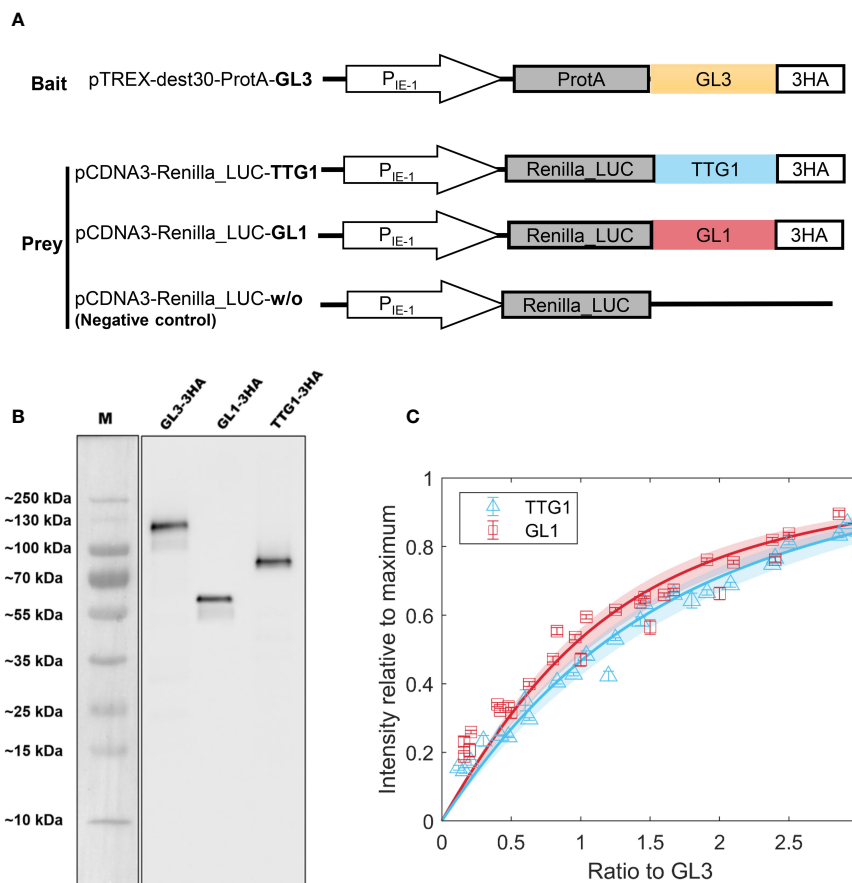 A
Bait pTREX-dest30-ProtA-GL3 P_IE-1 ProtA GL3 3HA
Prey
pCDNA3-Renilla_LUC-TTG1 P_IE-1 Renilla_LUC TTG1 3HA
pCDNA3-Renilla_LUC-GL1 P_IE-1 Renilla_LUC GL1 3HA
pCDNA3-Renilla_LUC-w/o P_IE-1 Renilla_LUC
(Negative control)
B
M GL3-3HA GL1-3HA TTG1-3HA
~250 kDa
~130 kDa
~100 kDa
~70 kDa
~55 kDa
~35 kDa
~25 kDa
~15 kDa
~10 kDa
C
TTG1
GL1
Intensity relative to maximum
1
0.8
0.6
0.4
0.2
0
0 0.5 1 1.5 2 2.5
Ratio to GL3